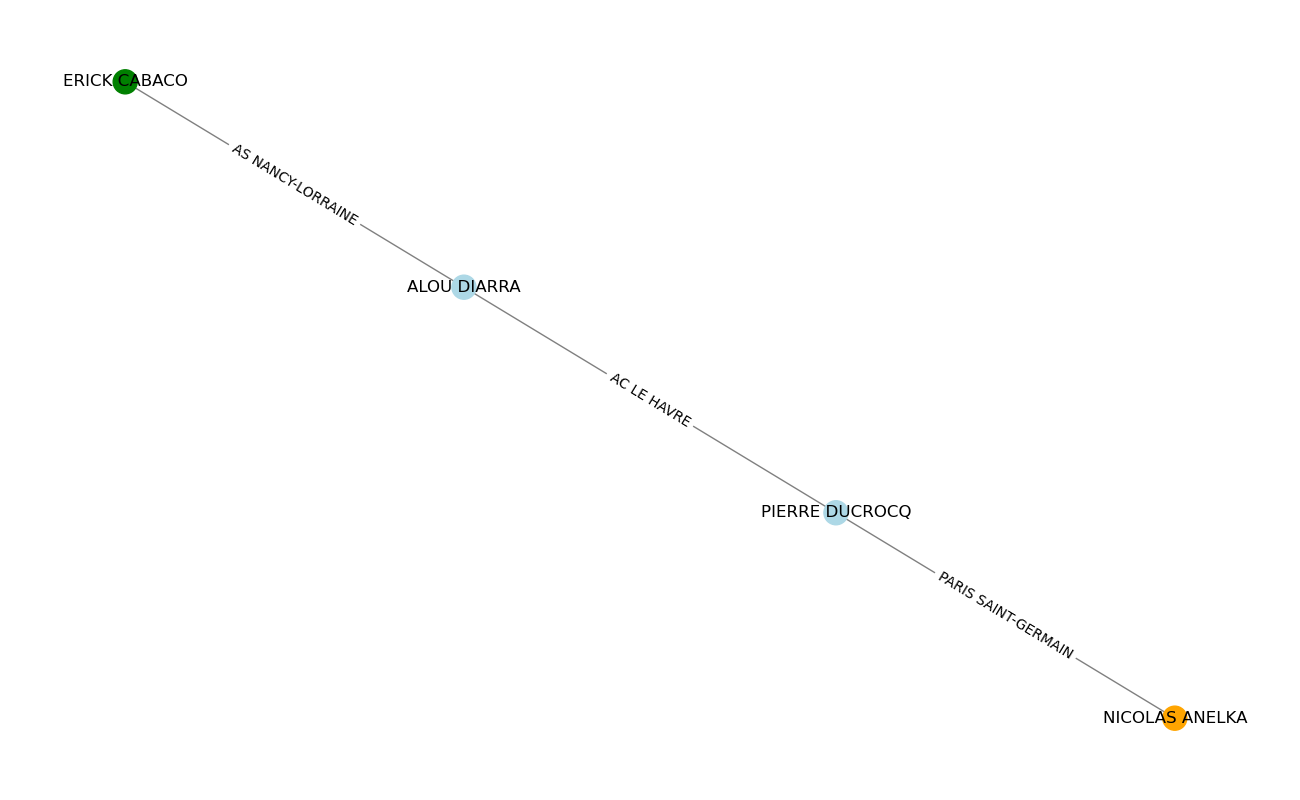 ERICK CABACO
AS NANCY-LORRAINE
ALOU DIARRA
AC LE HAVRE
PIERRE DUCROCQ
PARIS SAINT-GERMAIN
NICOLAS ANELKA